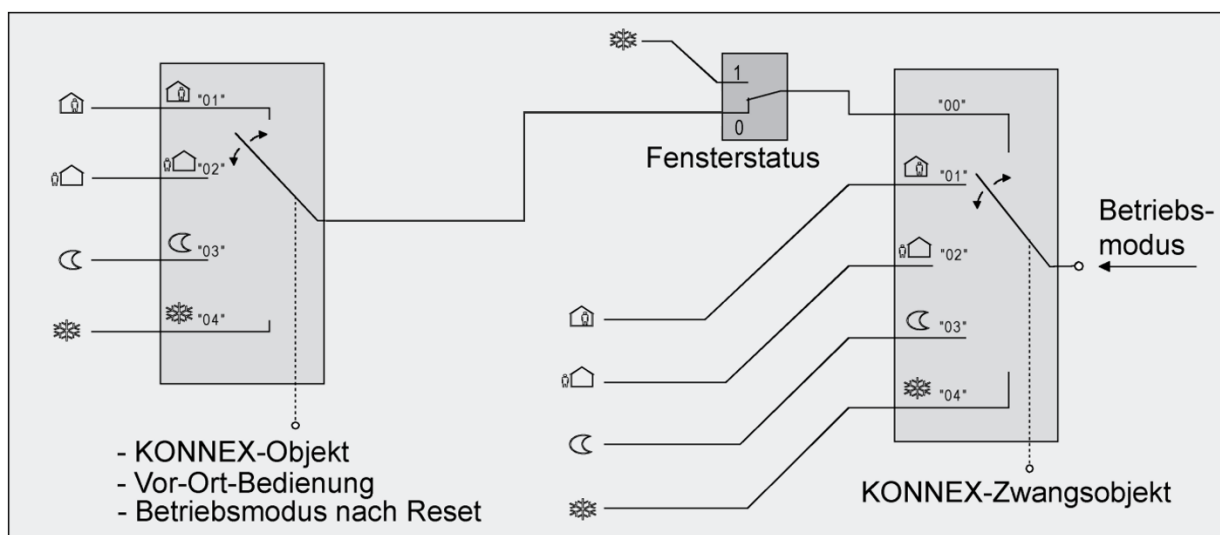 "01"
"02"
"03"
"04"
- KONNEX-Objekt
- Vor-Ort-Bedienung
- Betriebsmodus nach Reset
1
0
Fensterstatus
"00"
"01"
"02"
"03"
"04"
KONNEX-Zwangsobjekt
Betriebs-
modus